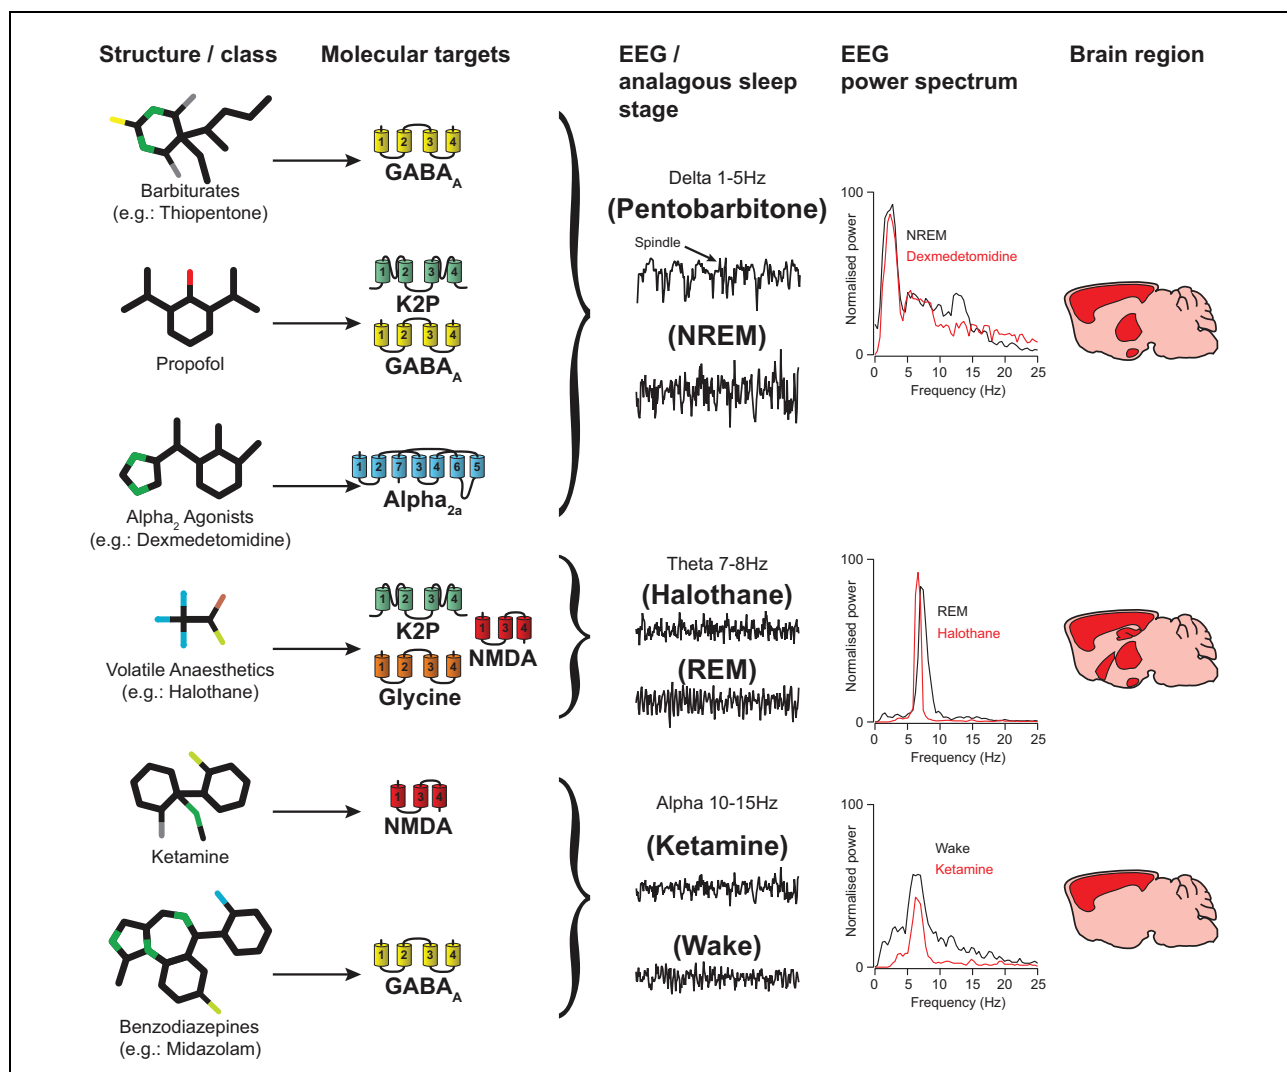 Structure / class
Molecular targets
EEG /
analagous sleep
stage
EEG
power spectrum
Brain region
Barbiturates
(e.g.: Thiopentone)
1 2 3 4
GABAA
Delta 1-5Hz
(Pentobarbitone)
Spindle
(NREM)
100
Normalised power
NREM
Dexmedetomidine
0
0 5 10 15 20 25
Frequency (Hz)
Propofol
1 2 3 4
K2P
1 2 3 4
GABAA
Alpha2 Agonists
(e.g.: Dexmedetomidine)
1 2 7 3 4 6 5
Alpha2a
Volatile Anaesthetics
(e.g.: Halothane)
1 2 3 4
K2P
1 3 4
NMDA
1 2 3 4
Glycine
Theta 7-8Hz
(Halothane)
(REM)
100
Normalised power
REM
Halothane
0
0 5 10 15 20 25
Frequency (Hz)
Ketamine
1 3 4
NMDA
Benzodiazepines
(e.g.: Midazolam)
1 2 3 4
GABAA
Alpha 10-15Hz
(Ketamine)
(Wake)
100
Normalised power
Wake
Ketamine
0
0 5 10 15 20 25
Frequency (Hz)